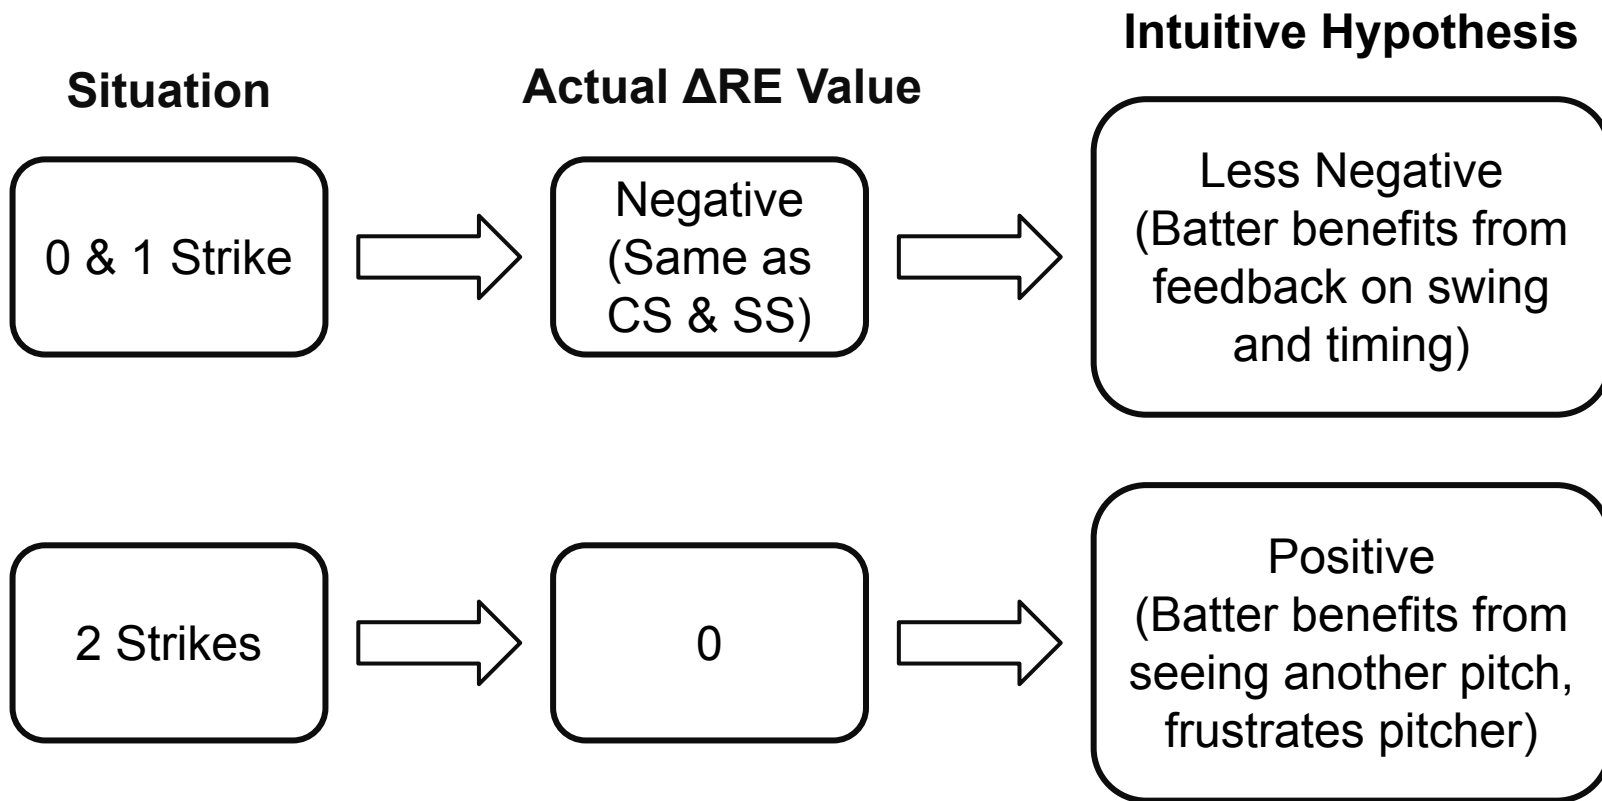 Situation
Actual ΔRE Value
Intuitive Hypothesis
0 & 1 Strike
Negative
(Same as
CS & SS)
Less Negative
(Batter benefits from
feedback on swing
and timing)
2 Strikes
0
Positive
(Batter benefits from
seeing another pitch,
frustrates pitcher)